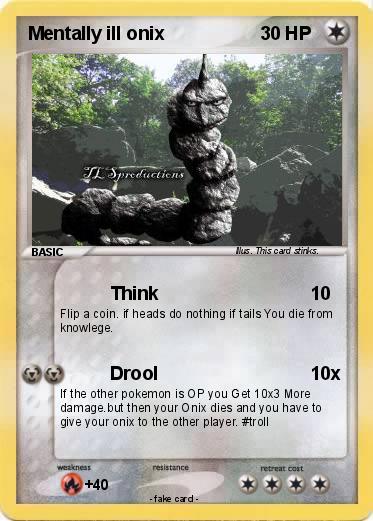 Mentally ill onix 30 HP
TLSproductions
BASIC Illus. This card stinks.
Think 10
Flip a coin. if heads do nothing if tails You die from
knowlege.
Drool 10x
If the other pokemon is OP you Get 10x3 More
damage.but then your Onix dies and you have to
give your onix to the other player. #troll
weakness resistance retreat cost
+40
- fake card -